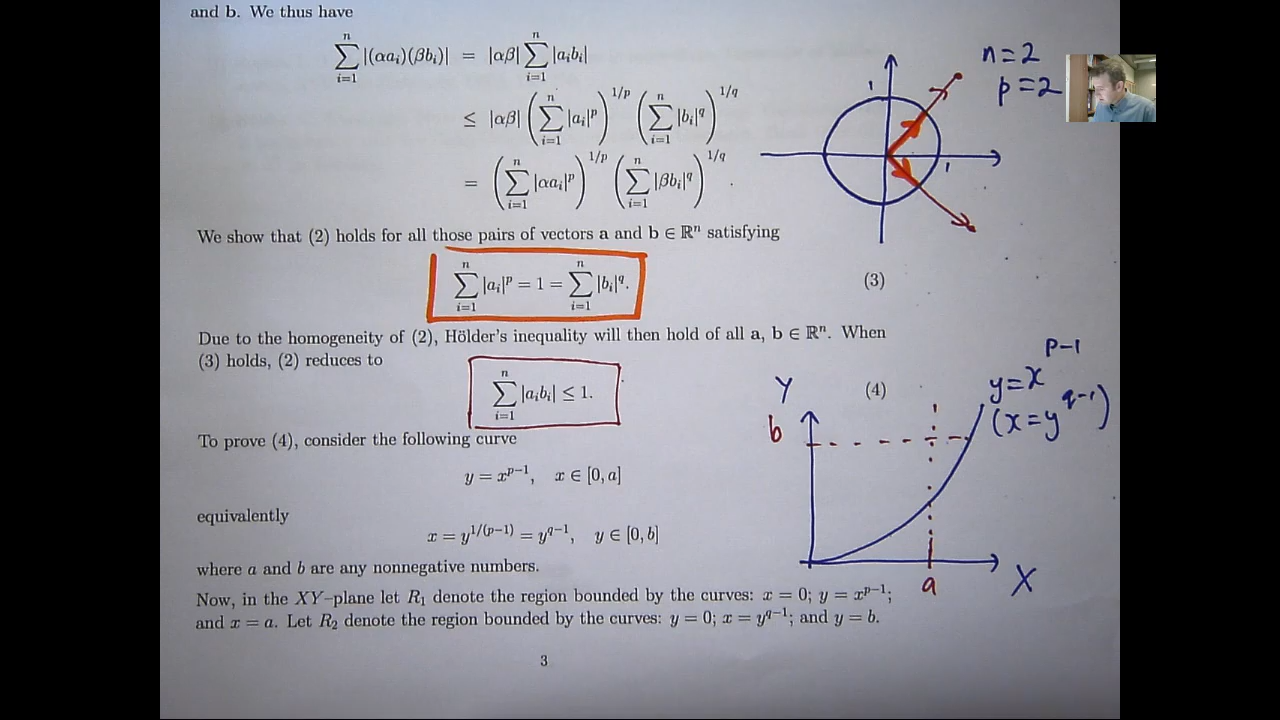 and b. We thus have
n n
∑ |(αa_i)(βb_i)| = |αβ| ∑ |a_ib_i|
i=1 i=1
≤ |αβ| ( ∑_{i=1}^{n} |a_i|^p )^{1/p} ( ∑_{i=1}^{n} |b_i|^q )^{1/q}
= ( ∑_{i=1}^{n} |αa_i|^p )^{1/p} ( ∑_{i=1}^{n} |βb_i|^q )^{1/q} .
n=2
p=2
1
1
We show that (2) holds for all those pairs of vectors a and b ∈ ℝ^n satisfying
∑_{i=1}^{n} |a_i|^p = 1 = ∑_{i=1}^{n} |b_i|^q. (3)
Due to the homogeneity of (2), Hölder's inequality will then hold of all a, b ∈ ℝ^n. When
(3) holds, (2) reduces to
∑_{i=1}^{n} |a_ib_i| ≤ 1. (4)
To prove (4), consider the following curve
y = x^{p−1}, x ∈ [0, a]
equivalently
x = y^{1/(p−1)} = y^{q−1}, y ∈ [0, b]
where a and b are any nonnegative numbers.
Now, in the XY–plane let R_1 denote the region bounded by the curves: x = 0; y = x^{p−1};
and x = a. Let R_2 denote the region bounded by the curves: y = 0; x = y^{q−1}; and y = b.
Y
b
y=x^{p-1}
(x=y^{q-1})
a
X
3